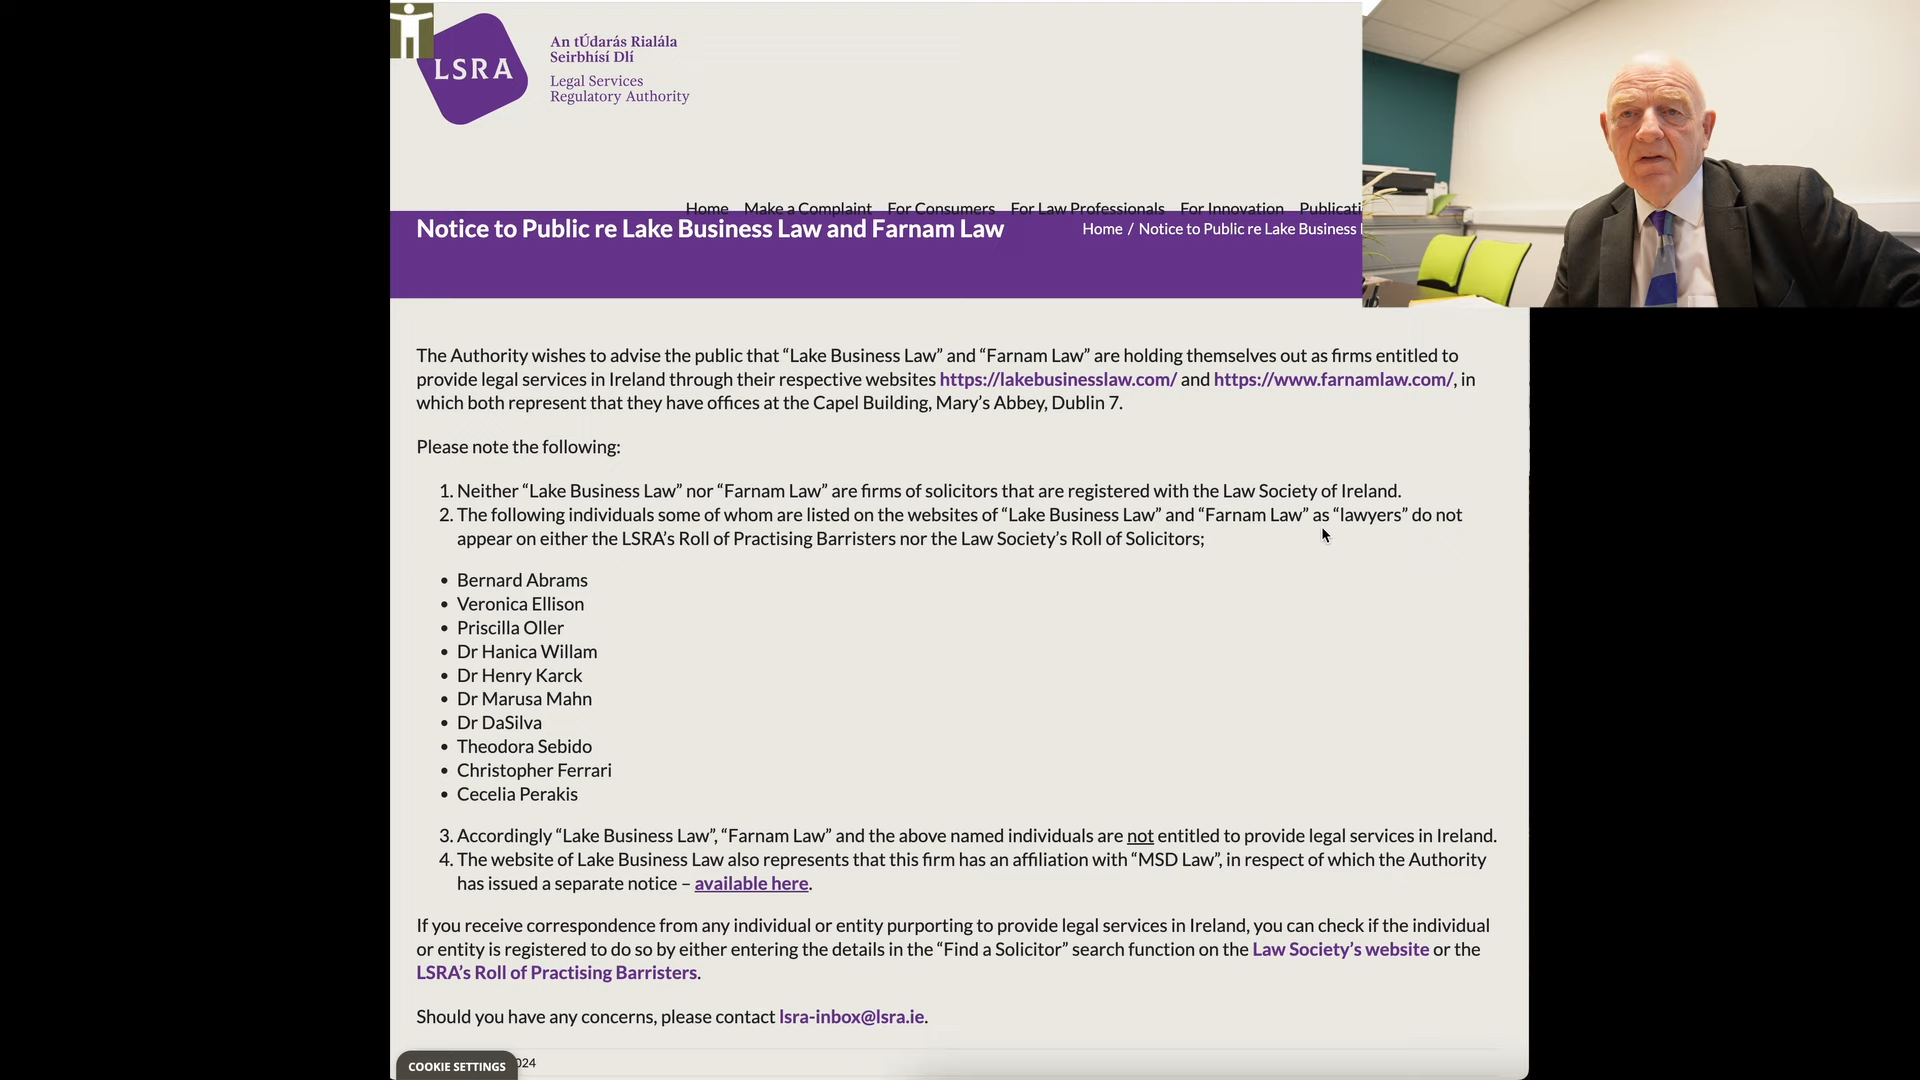 LSRA
An tÚdarás Rialála
Seirbhísí Dlí
Legal Services
Regulatory Authority
Home Make a Complaint For Consumers For Law Professionals For Innovation Publicati
Notice to Public re Lake Business Law and Farnam Law
Home / Notice to Public re Lake Business
The Authority wishes to advise the public that “Lake Business Law” and “Farnam Law” are holding themselves out as firms entitled to
provide legal services in Ireland through their respective websites https://lakebusinesslaw.com/ and https://www.farnamlaw.com/, in
which both represent that they have offices at the Capel Building, Mary’s Abbey, Dublin 7.
Please note the following:
1. Neither “Lake Business Law” nor “Farnam Law” are firms of solicitors that are registered with the Law Society of Ireland.
2. The following individuals some of whom are listed on the websites of “Lake Business Law” and “Farnam Law” as “lawyers” do not
appear on either the LSRA’s Roll of Practising Barristers nor the Law Society’s Roll of Solicitors;
• Bernard Abrams
• Veronica Ellison
• Priscilla Oller
• Dr Hanica Willam
• Dr Henry Karck
• Dr Marusa Mahn
• Dr DaSilva
• Theodora Sebido
• Christopher Ferrari
• Cecelia Perakis
3. Accordingly “Lake Business Law”, “Farnam Law” and the above named individuals are not entitled to provide legal services in Ireland.
4. The website of Lake Business Law also represents that this firm has an affiliation with “MSD Law”, in respect of which the Authority
has issued a separate notice – available here.
If you receive correspondence from any individual or entity purporting to provide legal services in Ireland, you can check if the individual
or entity is registered to do so by either entering the details in the “Find a Solicitor” search function on the Law Society’s website or the
LSRA’s Roll of Practising Barristers.
Should you have any concerns, please contact lsra-inbox@lsra.ie.
COOKIE SETTINGS 024